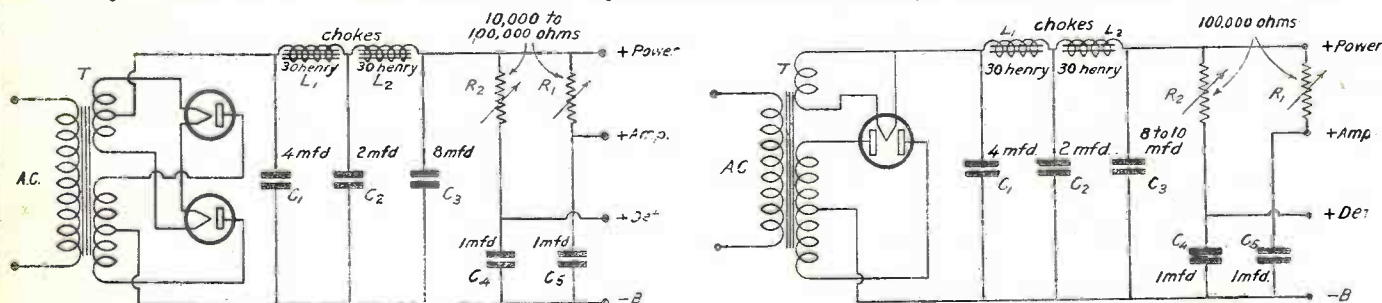 10,000 to
100,000 ohms
chokes
+Power
30 henry
30 henry
L1
L2
T
R2
R1
+Amp.
4 mfd
2 mfd
8 mfd
A.C.
C1
C2
C3
1mfd
1mfd
C4
C5
-B
chokes
100,000 ohms
L1
L2
+Power
30 henry
30 henry
T
R2
R1
+Amp
4 mfd.
2 mfd.
8 to 10
mfd
AC
C1
C2
C3
+Det
C4
C5
1mfd
1mfd.
-B